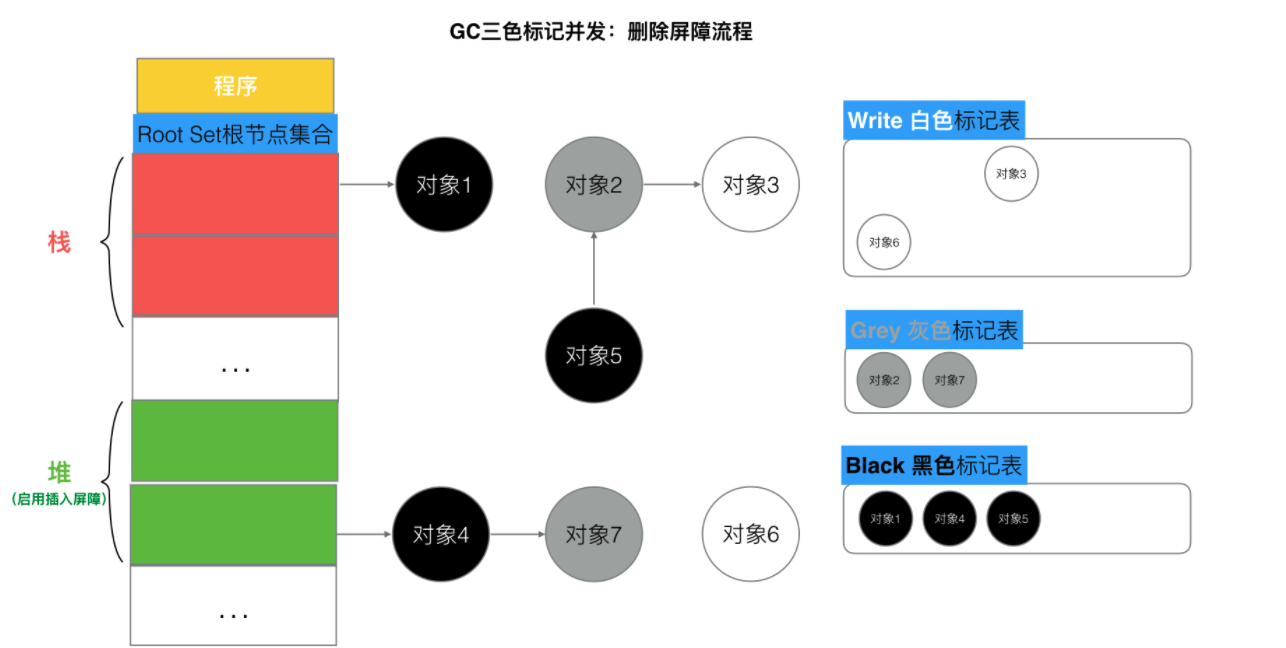 GC三色标记并发：删除屏障流程
程序
Root Set根节点集合
栈
...
堆
（启用插入屏障）
...
对象1
对象2
对象3
对象5
对象4
对象7
对象6
Write 白色标记表
对象3
对象6
Grey 灰色标记表
对象2
对象7
Black 黑色标记表
对象1
对象4
对象5